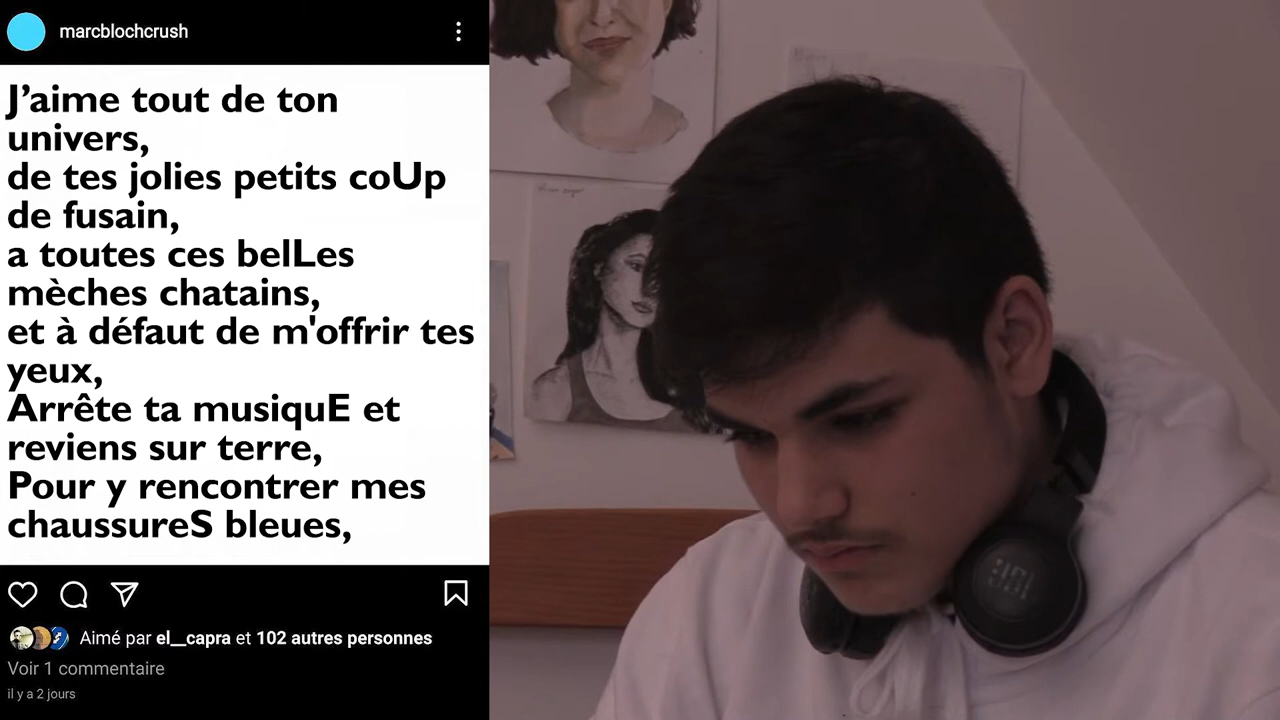 marcblochcrush
J’aime tout de ton
univers,
de tes jolies petits coUp
de fusain,
a toutes ces belLes
mèches chatains,
et à défaut de m'offrir tes
yeux,
Arrête ta musiquE et
reviens sur terre,
Pour y rencontrer mes
chaussureS bleues,
Aimé par el__capra et 102 autres personnes
Voir 1 commentaire
il y a 2 jours
JBL